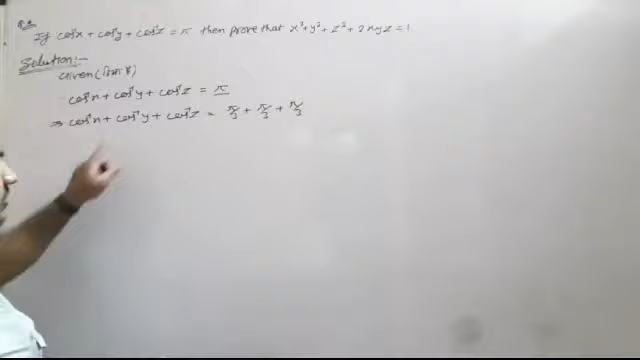 If cos⁻¹x + cos⁻¹y + cos⁻¹z = π then prove that x²+y²+z²+2xyz=1
Solution:-
Given (दिया है)
cos⁻¹x + cos⁻¹y + cos⁻¹z = π
⇒ cos⁻¹x + cos⁻¹y + cos⁻¹z = π/3 + π/3 + π/3